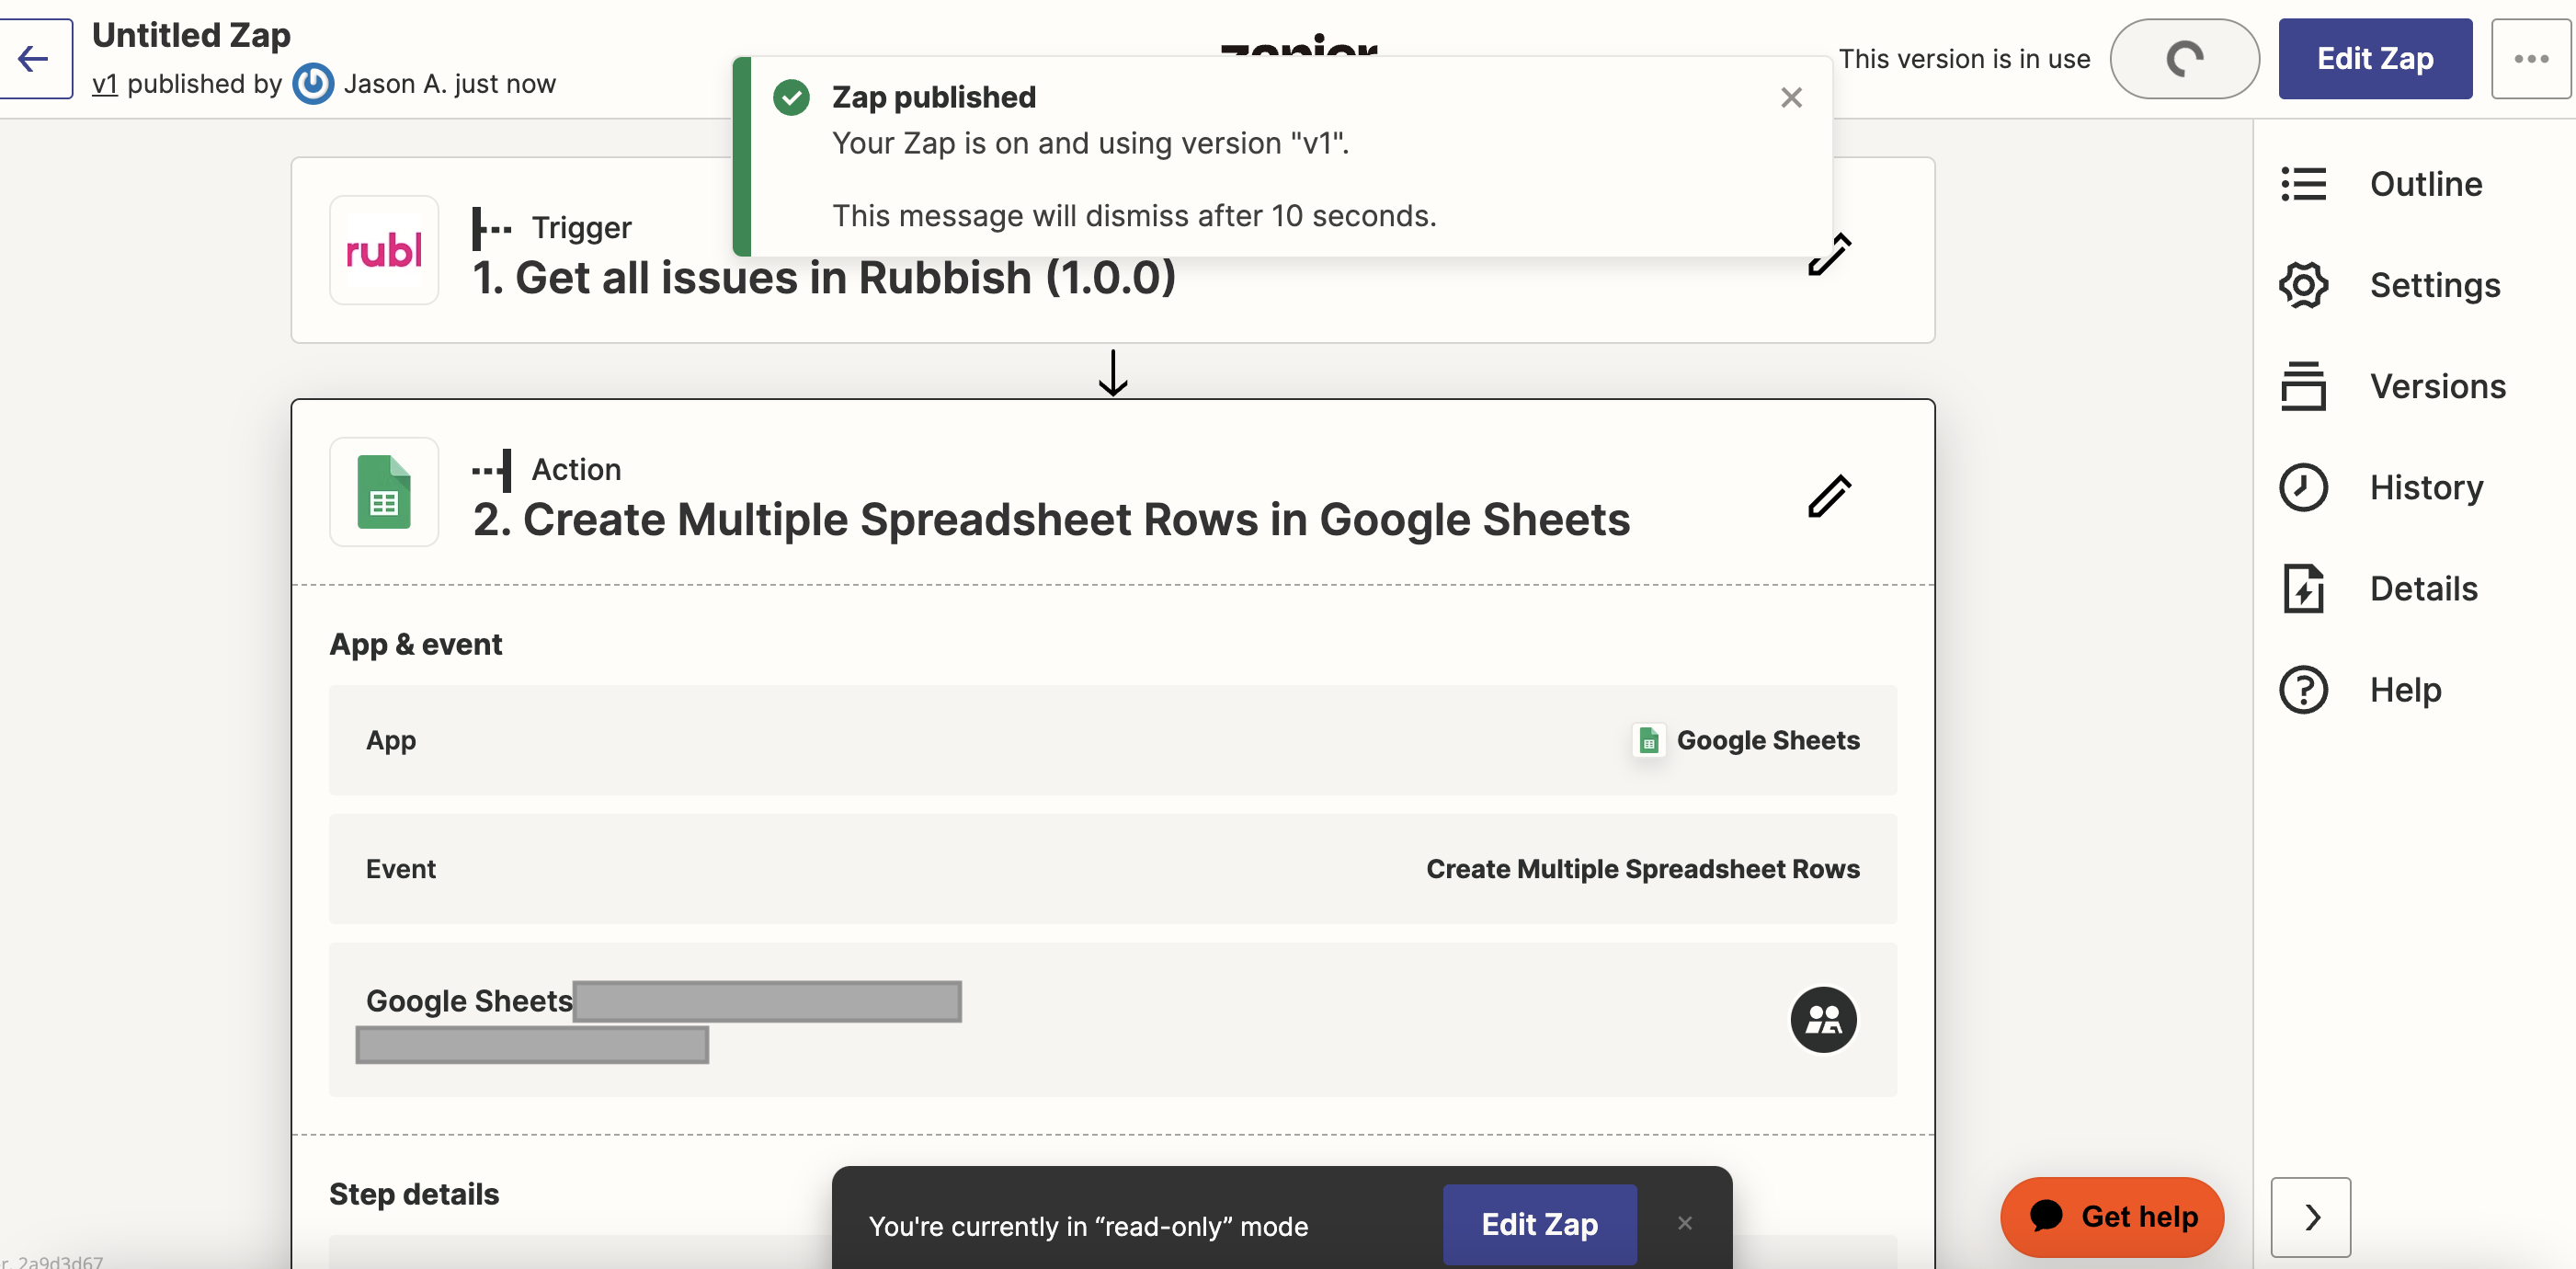 Untitled Zap
v1 published by Jason A. just now
zapier
This version is in use
Edit Zap
Zap published
Your Zap is on and using version "v1".
This message will dismiss after 10 seconds.
rubl
Trigger
1. Get all issues in Rubbish (1.0.0)
Action
2. Create Multiple Spreadsheet Rows in Google Sheets
App & event
App
Google Sheets
Event
Create Multiple Spreadsheet Rows
Google Sheets
Step details
You're currently in “read-only” mode
Edit Zap
Outline
Settings
Versions
History
Details
Help
Get help
r. 2a9d3d67